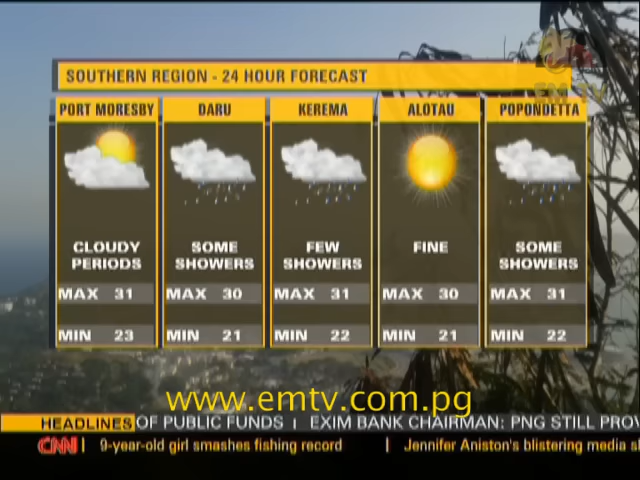 SOUTHERN REGION - 24 HOUR FORECAST
EM TV
PORT MORESBY
CLOUDY
PERIODS
MAX 31
MIN 23
DARU
SOME
SHOWERS
MAX 30
MIN 21
KEREMA
FEW
SHOWERS
MAX 31
MIN 22
ALOTAU
FINE
MAX 30
MIN 21
POPONDETTA
SOME
SHOWERS
MAX 31
MIN 22
www.emtv.com.pg
HEADLINES OF PUBLIC FUNDS | EXIM BANK CHAIRMAN: PNG STILL PROV
CNN | 9-year-old girl smashes fishing record | Jennifer Aniston's blistering media s